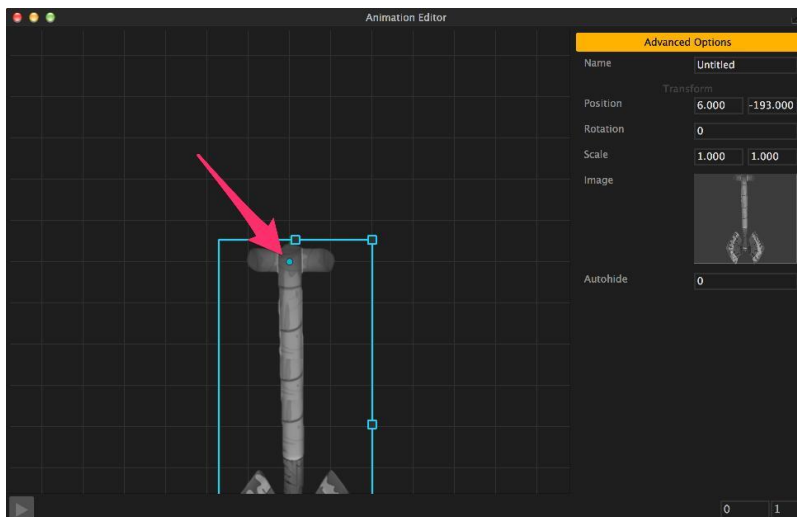 Animation Editor
Advanced Options
Name Untitled
Transform
Position 6.000 -193.000
Rotation 0
Scale 1.000 1.000
Image
Autohide 0
0 1